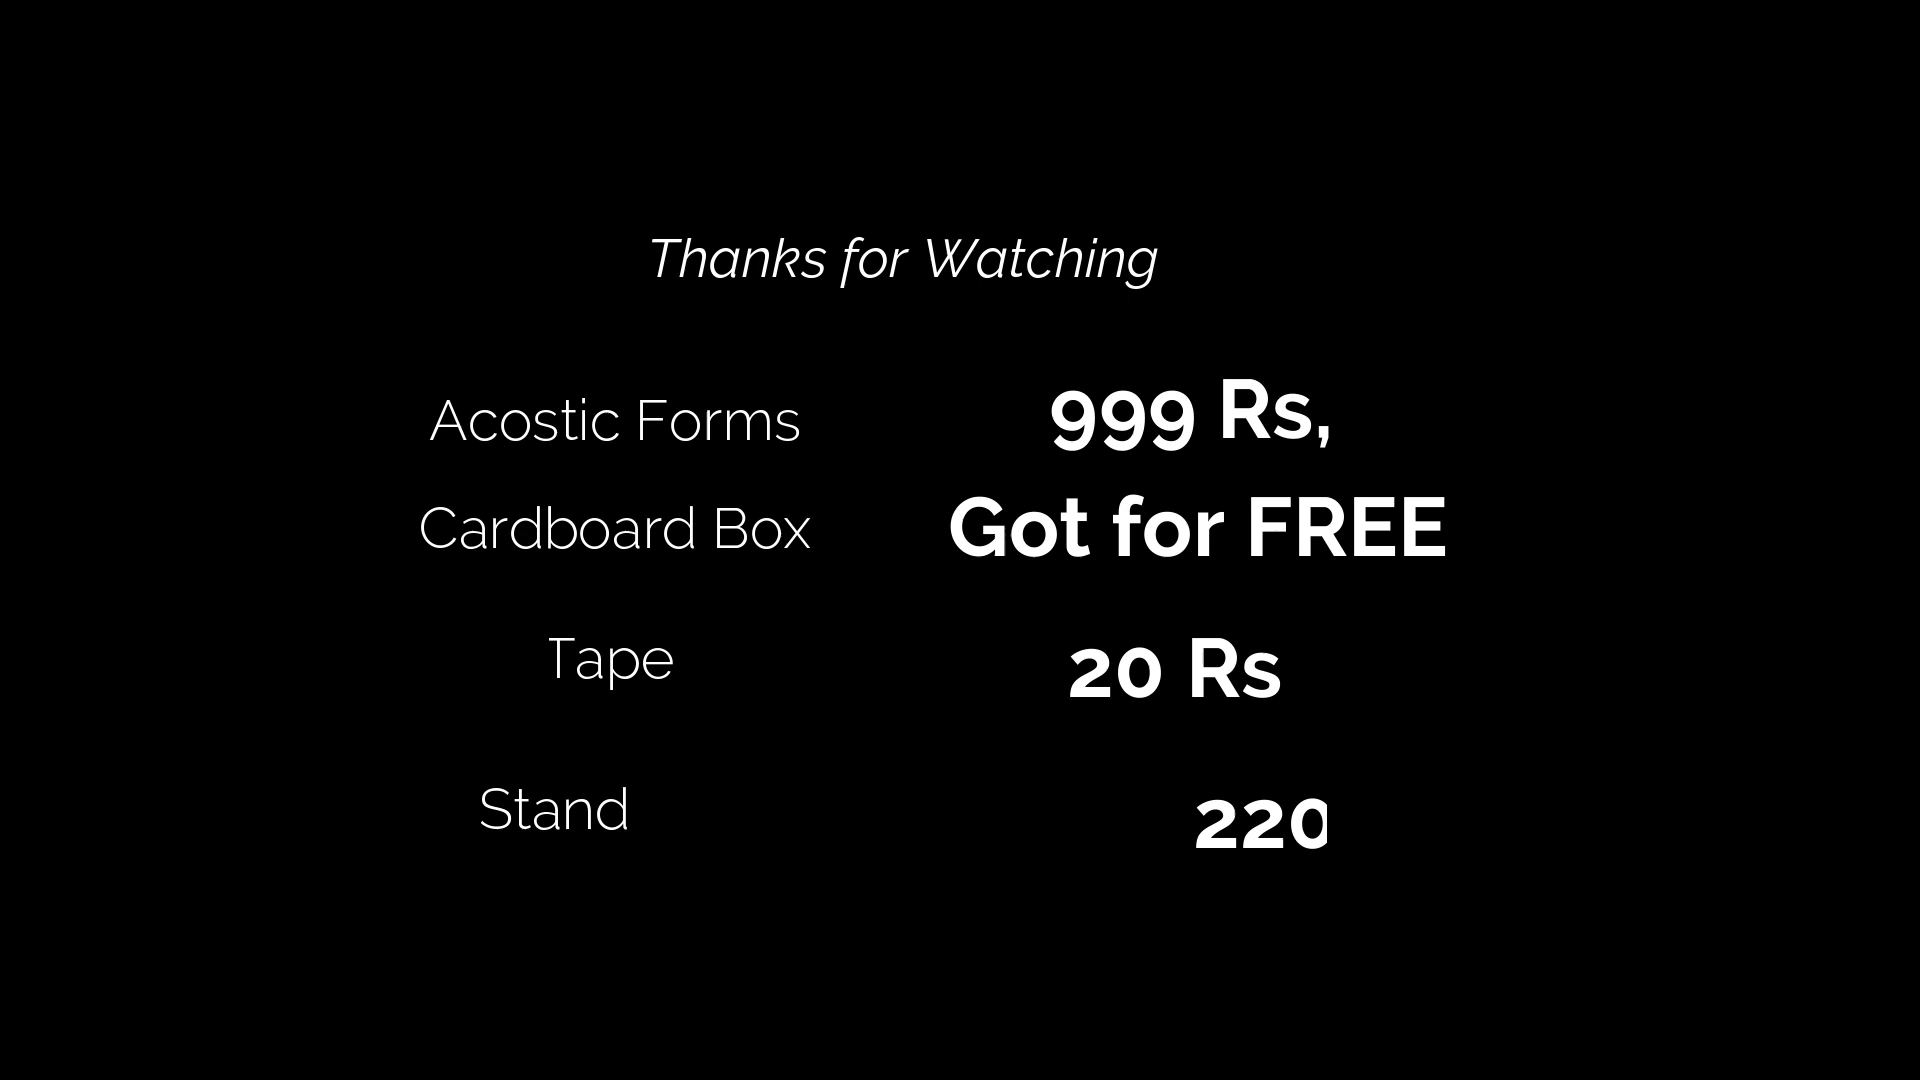 Thanks for Watching
Acostic Forms 999 Rs,
Cardboard Box Got for FREE
Tape 20 Rs
Stand 220